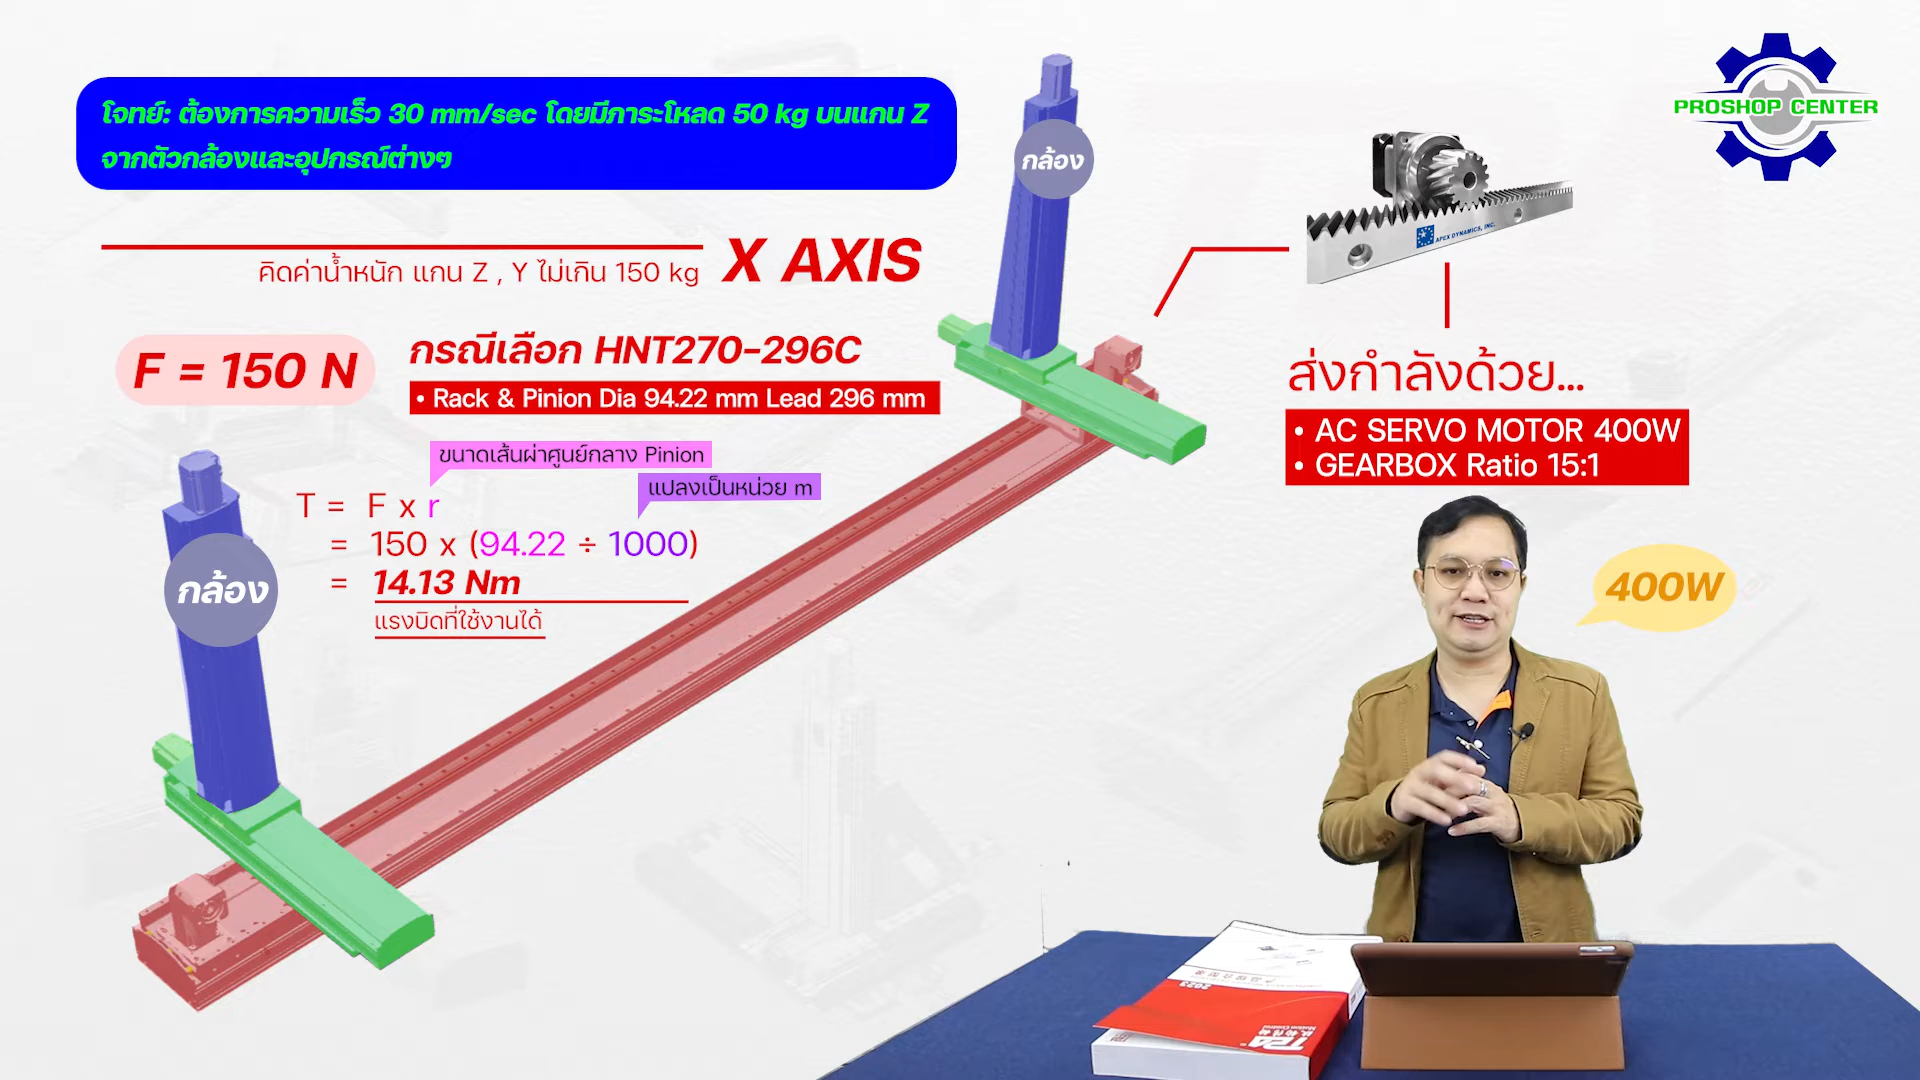 โจทย์: ต้องการความเร็ว 30 mm/sec โดยมีภาระโหลด 50 kg บนแกน Z
จากตัวกล้องและอุปกรณ์ต่างๆ
PROSHOP CENTER
กล้อง
X AXIS
คิดค่าน้ำหนัก แกน Z , Y ไม่เกิน 150 kg
APEX DYNAMICS, INC.
F = 150 N
กรณีเลือก HNT270-296C
• Rack & Pinion Dia 94.22 mm Lead 296 mm
ส่งกำลังด้วย...
• AC SERVO MOTOR 400W
• GEARBOX Ratio 15:1
ขนาดเส้นผ่าศูนย์กลาง Pinion
แปลงเป็นหน่วย m
T = F x r
= 150 x (94.22 ÷ 1000)
= 14.13 Nm
แรงบิดที่ใช้งานได้
กล้อง
400W
2023
TPA
Motion Control